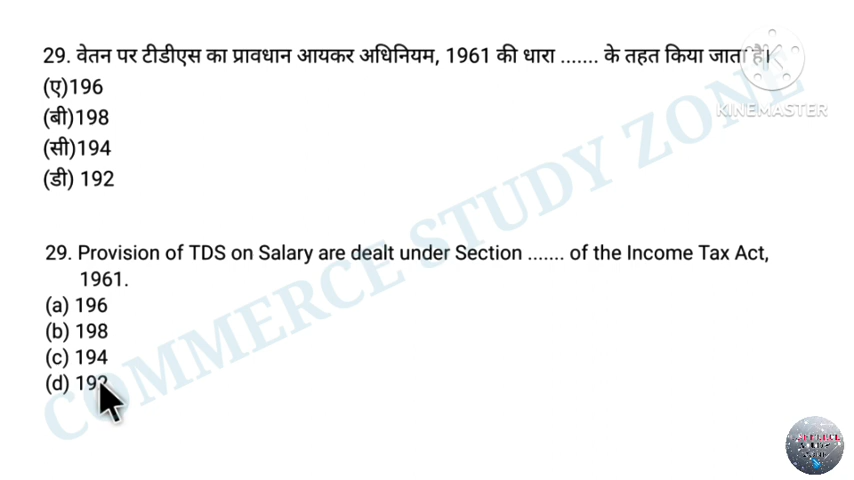 29. वेतन पर टीडीएस का प्रावधान आयकर अधिनियम, 1961 की धारा ....... के तहत किया जाता है।
(ए)196
(बी)198
(सी)194
(डी) 192
KINEMASTER
COMMERCE STUDY ZONE
29. Provision of TDS on Salary are dealt under Section ....... of the Income Tax Act,
1961.
(a) 196
(b) 198
(c) 194
(d) 192